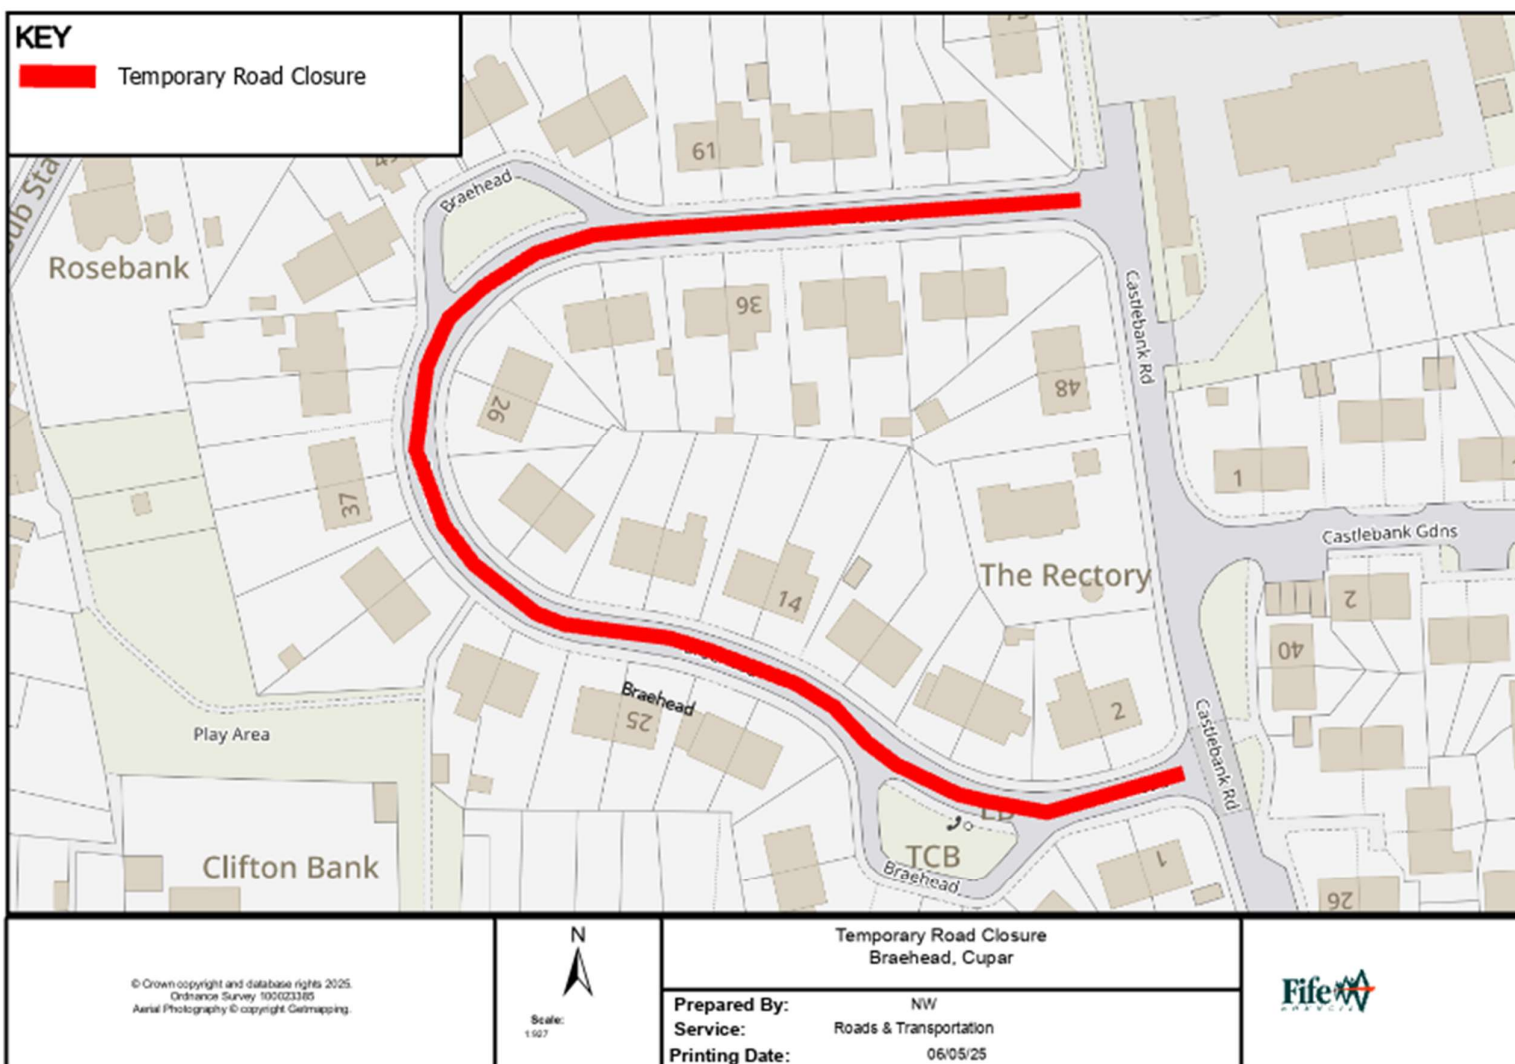 KEY
Temporary Road Closure
61
Braehead
Rosebank
36
Castlebank Rd
26
48
37
1
Castlebank Gdns
The Rectory
14
2
40
Braehead
25
2
Castlebank Rd
Play Area
TCB
Clifton Bank
1
Braehead
26
© Crown copyright and database rights 2025.
Ordnance Survey 100023385
Aerial Photography © copyright Getmapping.
N
Scale:
1:927
Temporary Road Closure
Braehead, Cupar
Prepared By: NW
Service: Roads & Transportation
Printing Date: 06/05/25
Fife
COUNCIL